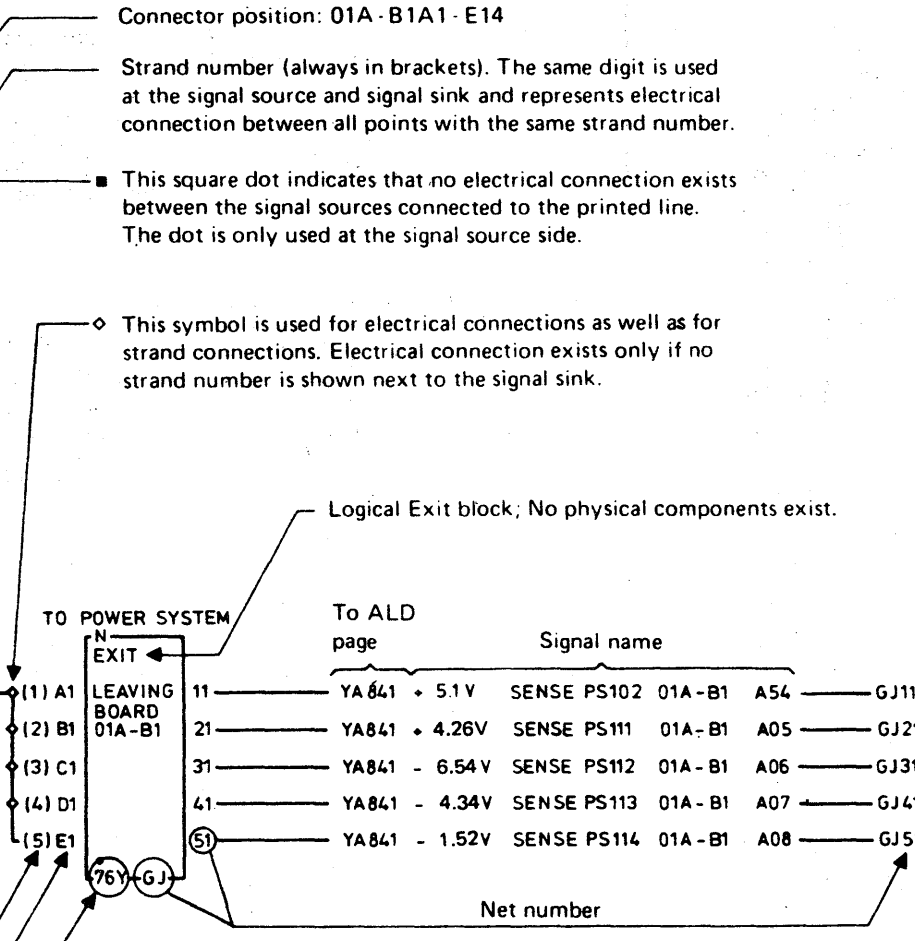 Connector position: 01A - B1A1 - E14
Strand number (always in brackets). The same digit is used
at the signal source and signal sink and represents electrical
connection between all points with the same strand number.
■ This square dot indicates that no electrical connection exists
between the signal sources connected to the printed line.
The dot is only used at the signal source side.
◇ This symbol is used for electrical connections as well as for
strand connections. Electrical connection exists only if no
strand number is shown next to the signal sink.
Logical Exit block; No physical components exist.
TO POWER SYSTEM
To ALD
page
Signal name
N
EXIT
(1) A1 LEAVING 11 YA841 + 5.1 V SENSE PS102 01A-B1 A54 GJ11
BOARD
(2) B1 01A-B1 21 YA841 + 4.26V SENSE PS111 01A-B1 A05 GJ2
(3) C1 31 YA841 - 6.54 V SENSE PS112 01A-B1 A06 GJ31
(4) D1 41 YA841 - 4.34V SENSE PS113 01A-B1 A07 GJ4
(5) E1 51 YA841 - 1.52V SENSE PS114 01A-B1 A08 GJ5
76Y GJ
Net number